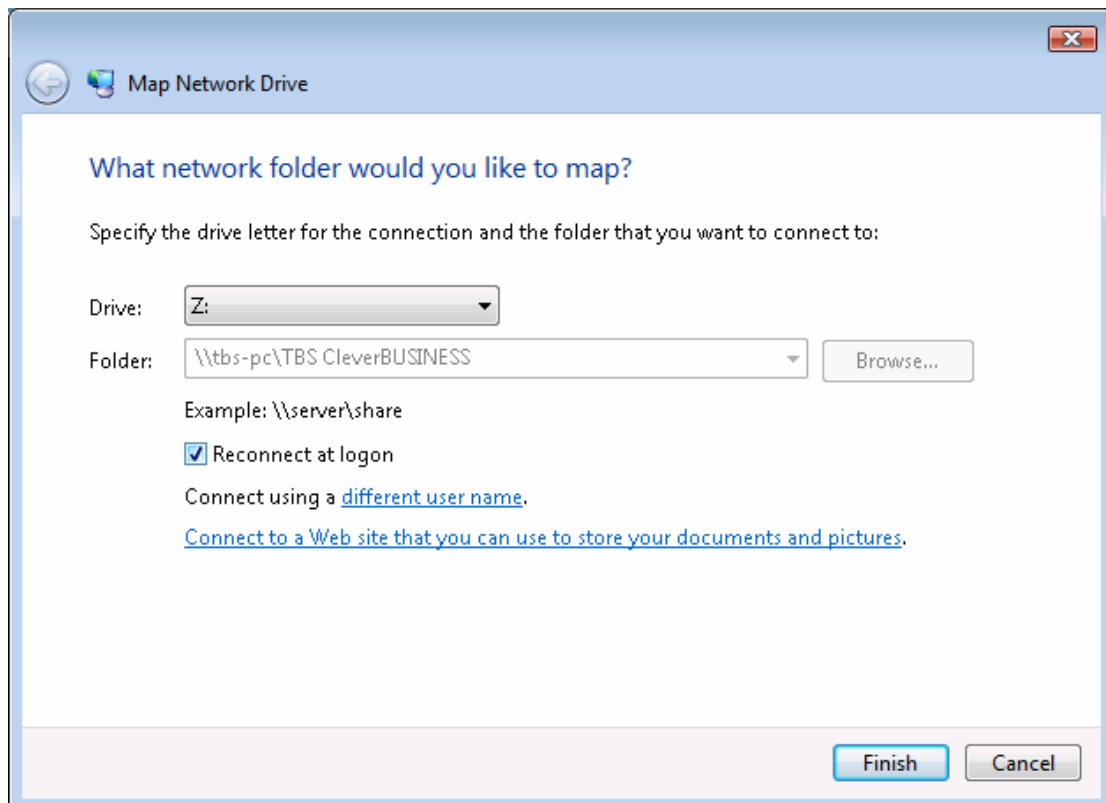 Map Network Drive
What network folder would you like to map?
Specify the drive letter for the connection and the folder that you want to connect to:
Drive: Z:
Folder: \\tbs-pc\TBS CleverBUSINESS Browse...
Example: \\server\share
Reconnect at logon
Connect using a different user name.
Connect to a Web site that you can use to store your documents and pictures.
Finish Cancel